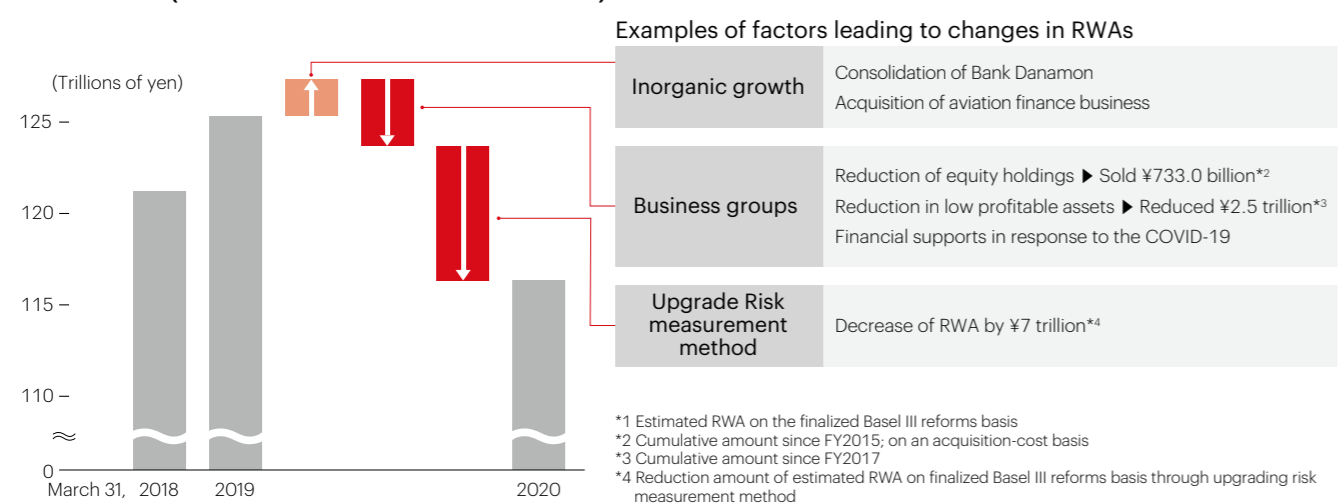 Examples of factors leading to changes in RWAs
(Trillions of yen)
125
120
115
110
0
March 31, 2018 2019 2020
Inorganic growth
Consolidation of Bank Danamon
Acquisition of aviation finance business
Business groups
Reduction of equity holdings ▶ Sold ¥733.0 billion*2
Reduction in low profitable assets ▶ Reduced ¥2.5 trillion*3
Financial supports in response to the COVID-19
Upgrade Risk
measurement
method
Decrease of RWA by ¥7 trillion*4
*1 Estimated RWA on the finalized Basel III reforms basis
*2 Cumulative amount since FY2015; on an acquisition-cost basis
*3 Cumulative amount since FY2017
*4 Reduction amount of estimated RWA on finalized Basel III reforms basis through upgrading risk
measurement method